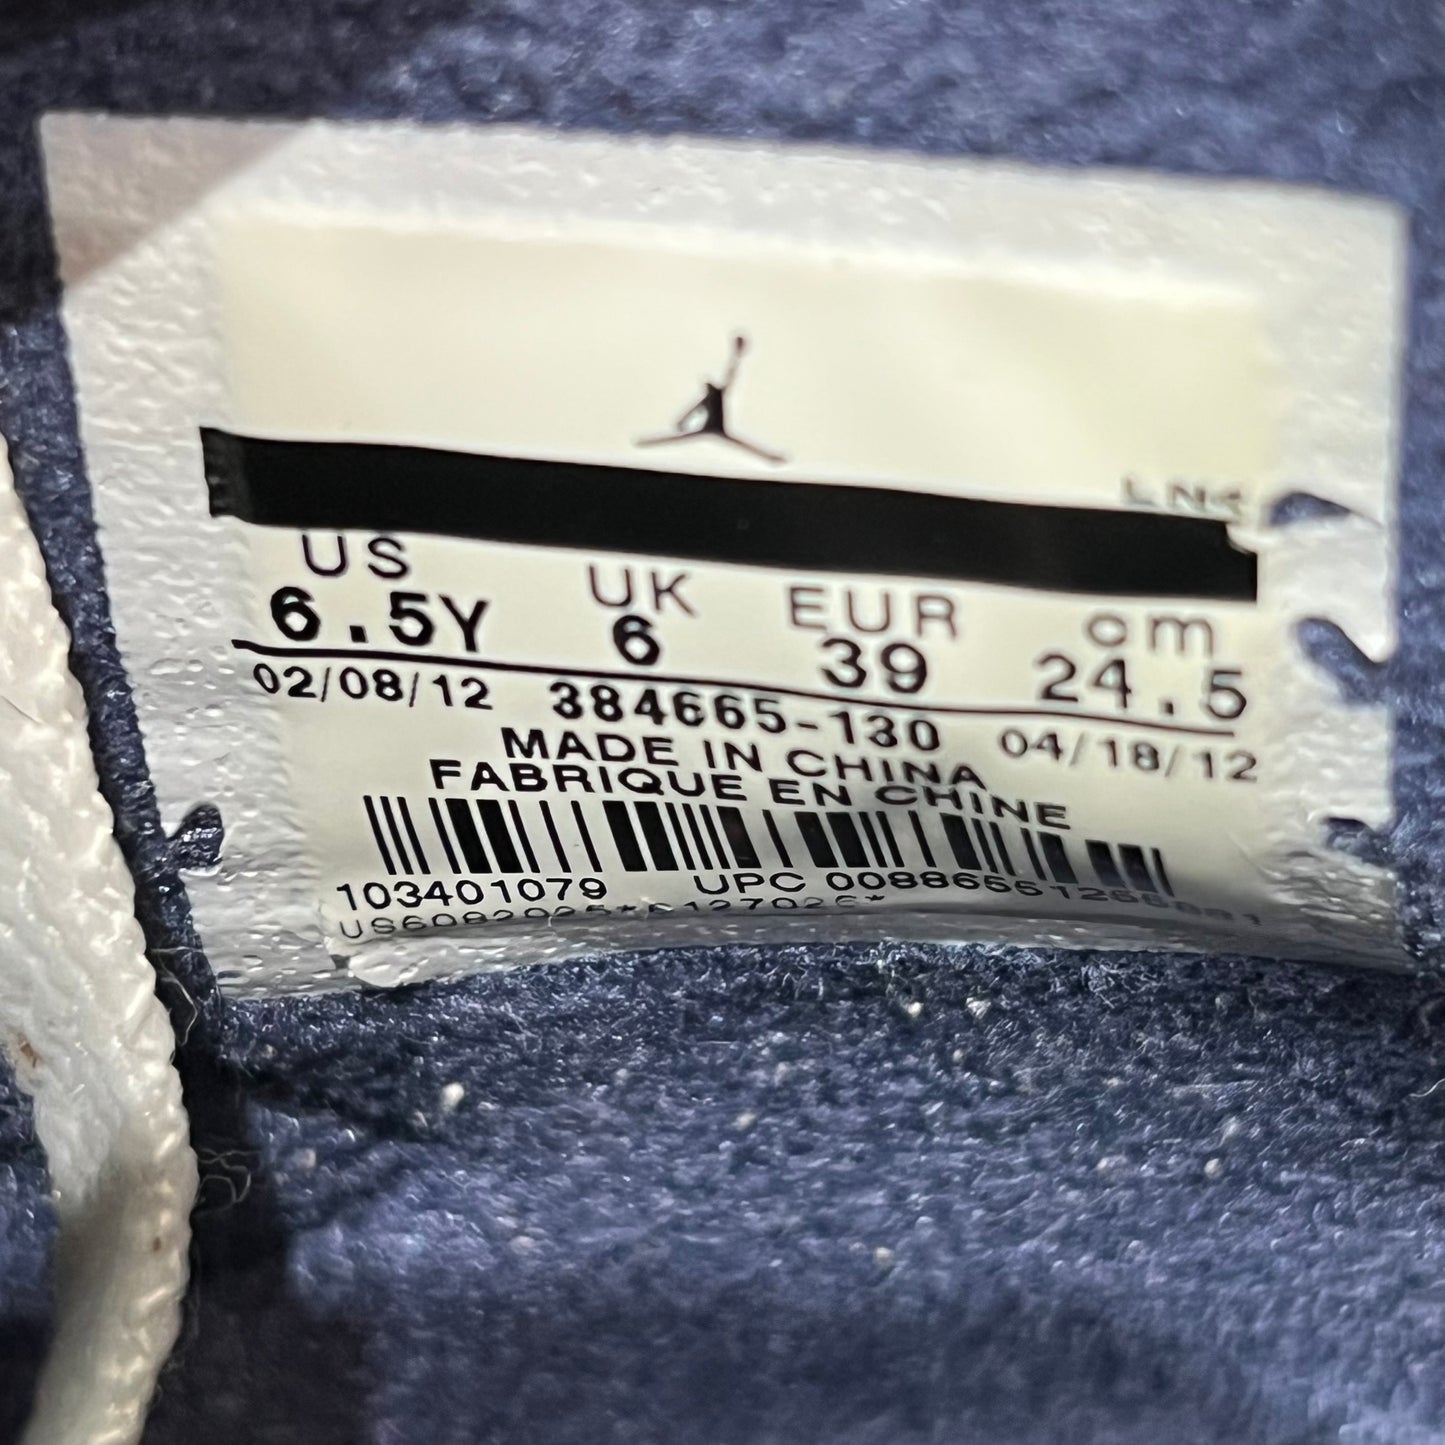 US UK EUR cm
6.5Y 6 39 24.5
02/08/12 384665-130 04/18/12
MADE IN CHINA
FABRIQUE EN CHINE
103401079 UPC